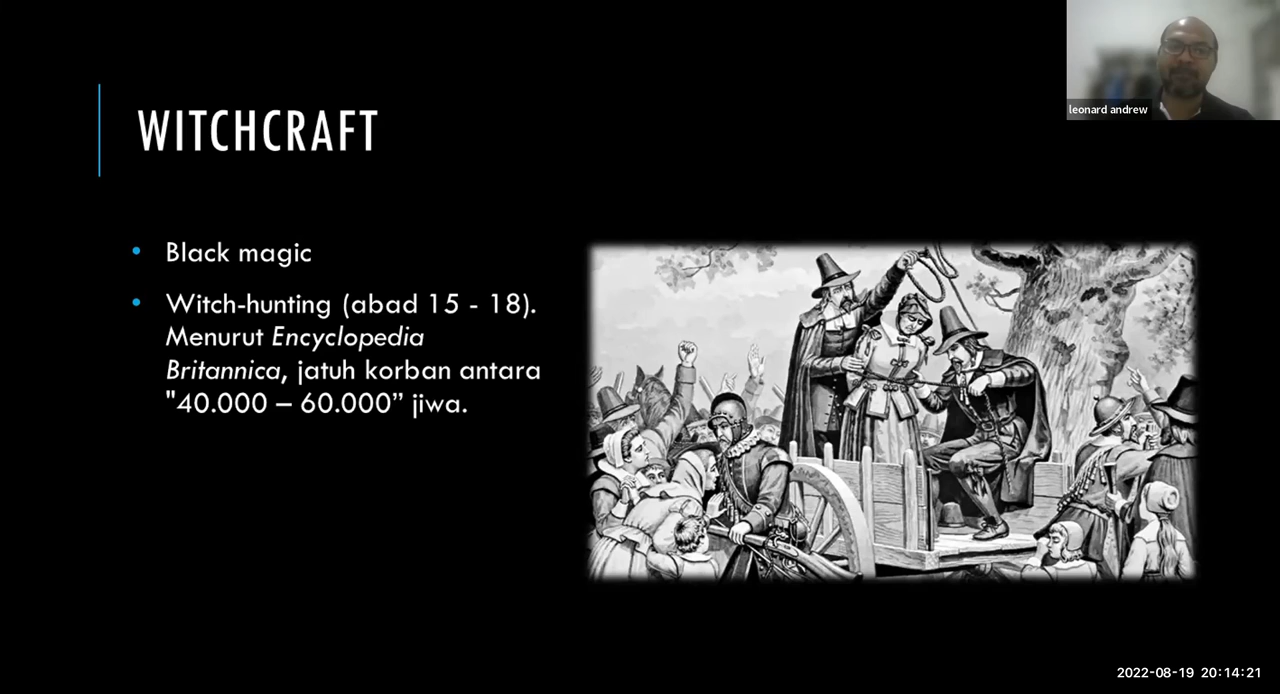 leonard andrew
WITCHCRAFT
• Black magic
• Witch-hunting (abad 15 - 18).
Menurut Encyclopedia
Britannica, jatuh korban antara
"40.000 – 60.000” jiwa.
2022-08-19 20:14:21